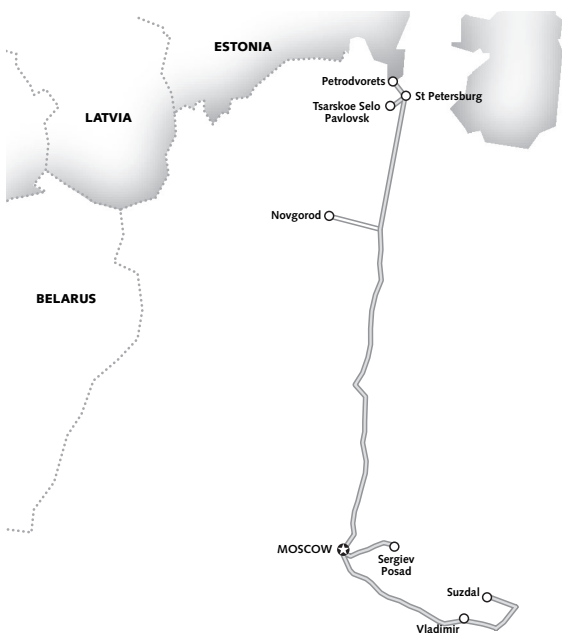 ESTONIA
Petrodvorets
St Petersburg
Tsarskoe Selo
Pavlovsk
LATVIA
Novgorod
BELARUS
MOSCOW
Sergiev
Posad
Suzdal
Vladimir